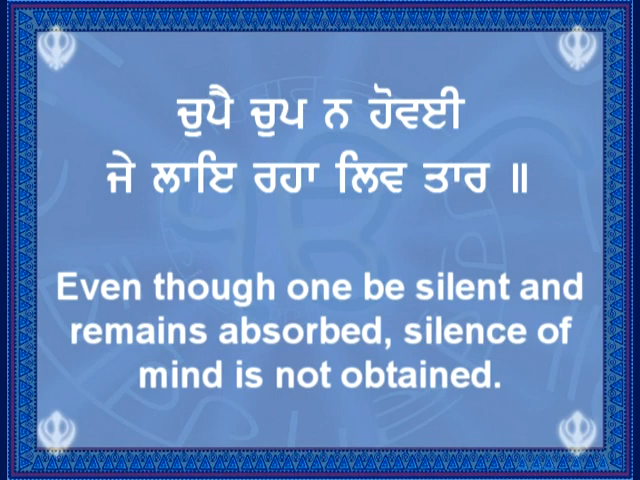 ਚੁਪੈ ਚੁਪ ਨ ਹੋਵਈ
ਜੇ ਲਾਇ ਰਹਾ ਲਿਵ ਤਾਰ ॥
Even though one be silent and
remains absorbed, silence of
mind is not obtained.